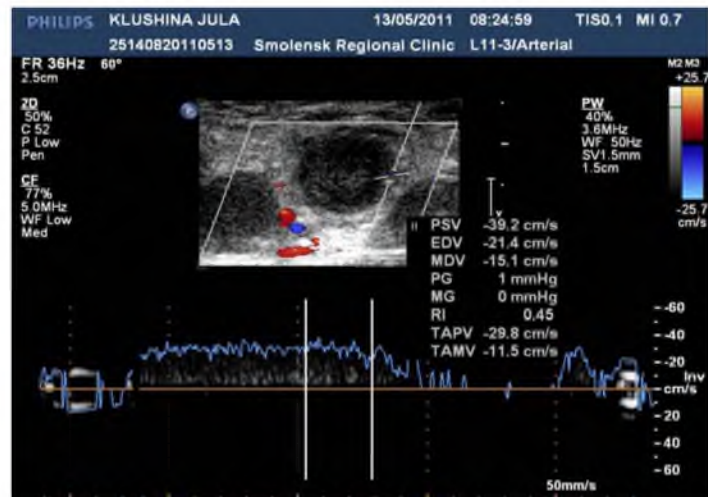 PHILIPS KLUSHINA JULA 13/05/2011 08:24:59 TIS0.1 MI 0.7
25140820110513 Smolensk Regional Clinic L11-3/Arterial
FR 36Hz 60°
2.5cm
2D
50%
C 52
P Low
Pen
CF
77%
5.0MHz
WF Low
Med
M2 M3
+25.7
-25.7
cm/s
PW
40%
3.6MHz
WF 50Hz
SV1.5mm
1.5cm
PSV -39.2 cm/s
EDV -21.4 cm/s
MDV -15.1 cm/s
PG 1 mmHg
MG 0 mmHg
RI 0.45
TAPV -29.8 cm/s
TAMV -11.5 cm/s
-60
-40
-20
Inv
cm/s
20
40
60
50mm/s